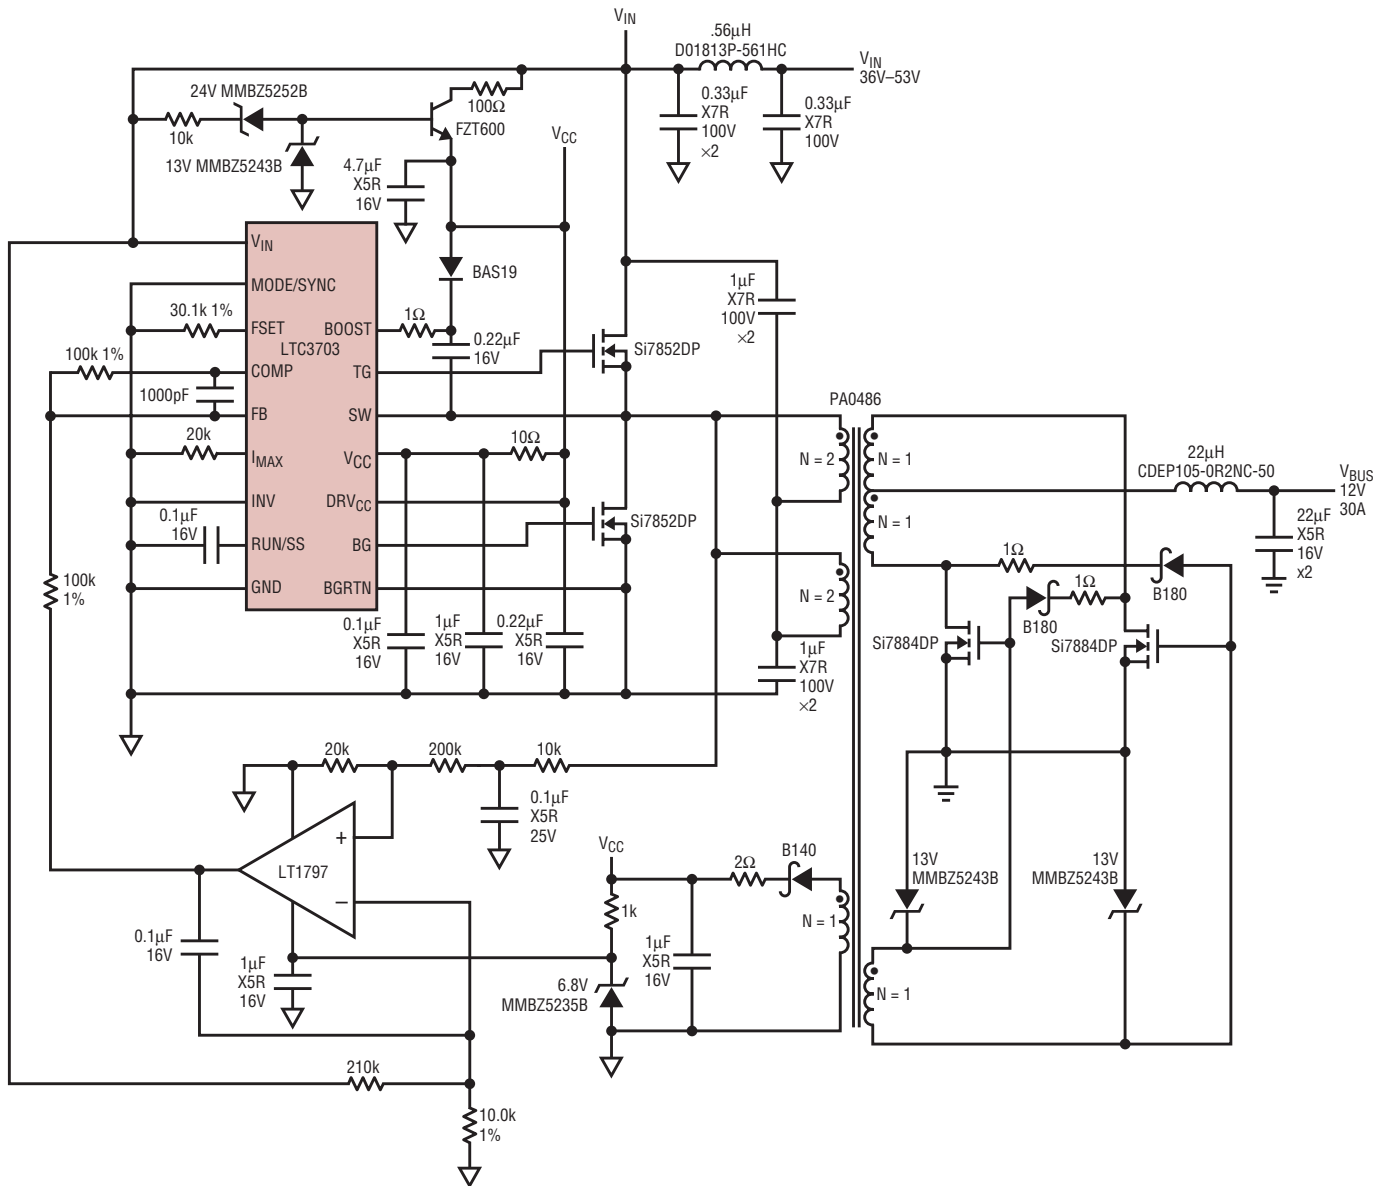 V_IN
.56µH
D01813P-561HC
V_IN
36V–53V
24V MMBZ5252B
100Ω
FZT600
10k
13V MMBZ5243B
V_CC
0.33µF
X7R
100V
×2
0.33µF
X7R
100V
4.7µF
X5R
16V
V_IN
MODE/SYNC
FSET
COMP
FB
I_MAX
INV
RUN/SS
GND
LTC3703
BOOST
TG
SW
V_CC
DRV_CC
BG
BGRTN
BAS19
30.1k 1%
1Ω
0.22µF
16V
100k 1%
1000pF
Si7852DP
1µF
X7R
100V
×2
20k
10Ω
0.1µF
16V
Si7852DP
100k
1%
0.1µF
X5R
16V
1µF
X5R
16V
0.22µF
X5R
16V
PA0486
N = 2
N = 1
N = 1
N = 2
22µH
CDEP105-0R2NC-50
V_BUS
12V
30A
22µF
X5R
16V
x2
1Ω
B180
1Ω
B180
Si7884DP
Si7884DP
1µF
X7R
100V
×2
20k
200k
10k
0.1µF
X5R
25V
+
LT1797
–
V_CC
2Ω
B140
1k
N = 1
13V
MMBZ5243B
13V
MMBZ5243B
0.1µF
16V
1µF
X5R
16V
6.8V
MMBZ5235B
1µF
X5R
16V
N = 1
210k
10.0k
1%